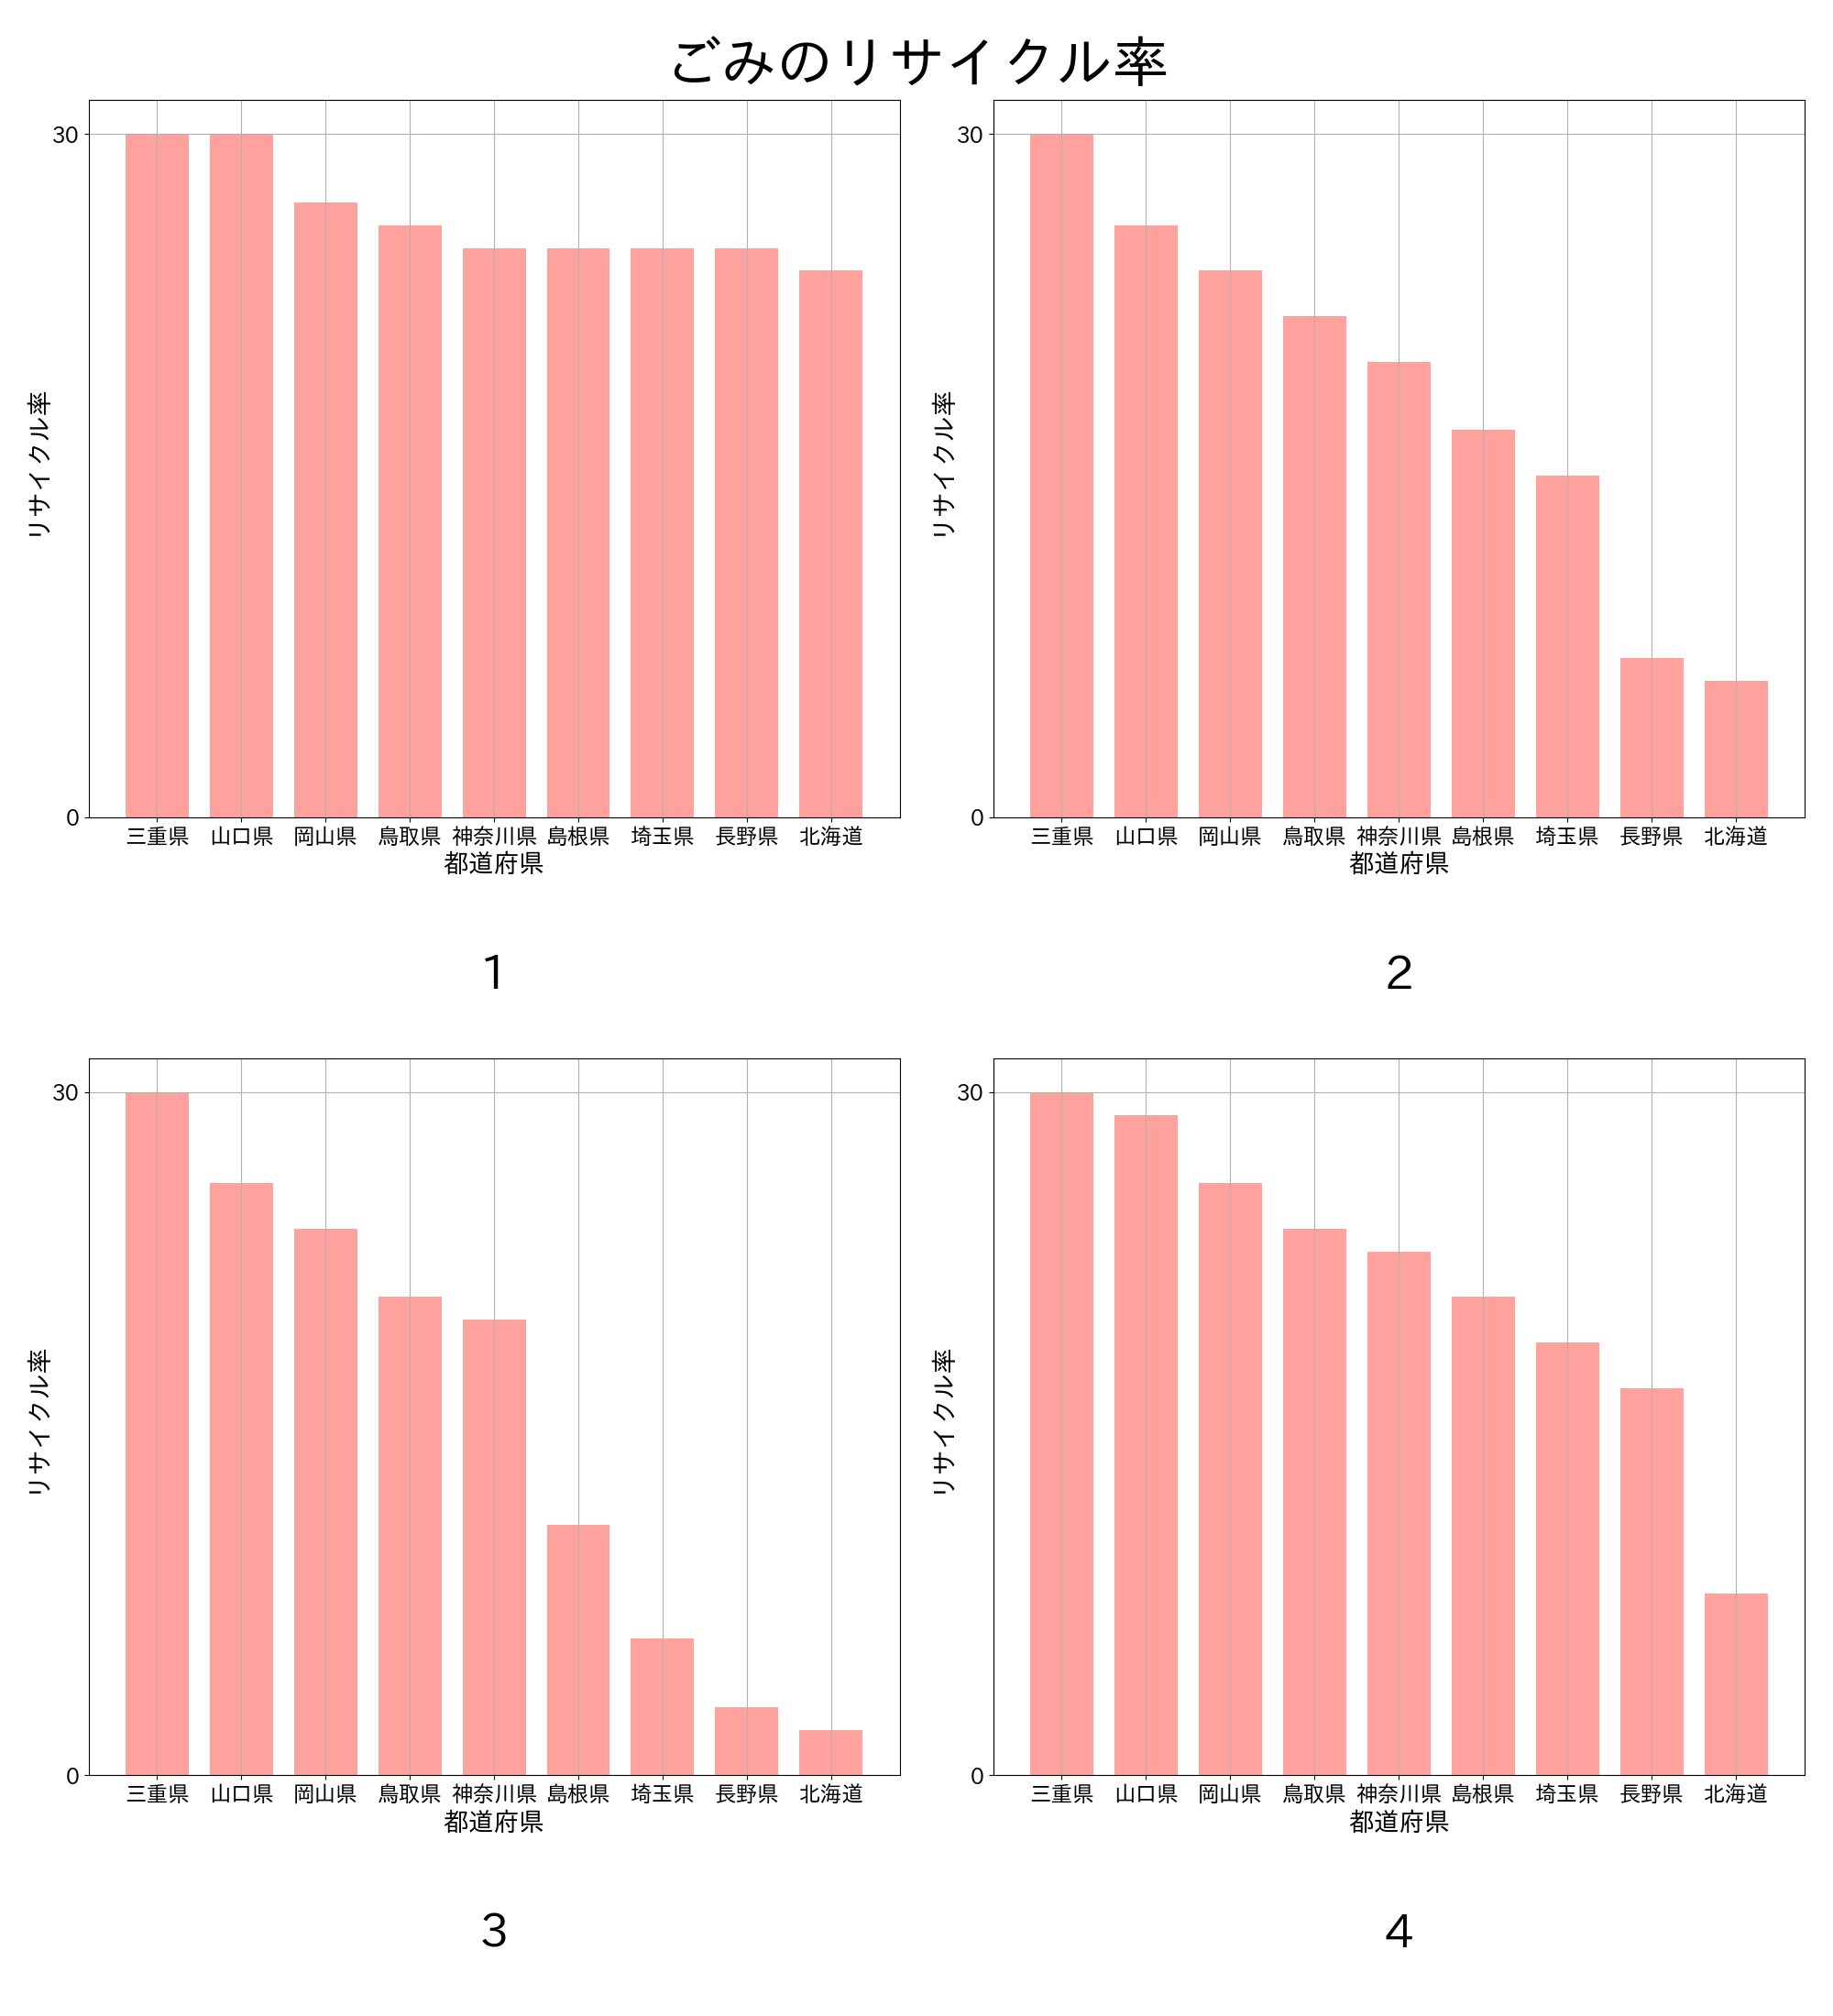 ごみのリサイクル率
30
0
リサイクル率
三重県 山口県 岡山県 鳥取県 神奈川県 島根県 埼玉県 長野県 北海道
都道府県
1
30
0
リサイクル率
三重県 山口県 岡山県 鳥取県 神奈川県 島根県 埼玉県 長野県 北海道
都道府県
2
30
0
リサイクル率
三重県 山口県 岡山県 鳥取県 神奈川県 島根県 埼玉県 長野県 北海道
都道府県
3
30
0
リサイクル率
三重県 山口県 岡山県 鳥取県 神奈川県 島根県 埼玉県 長野県 北海道
都道府県
4